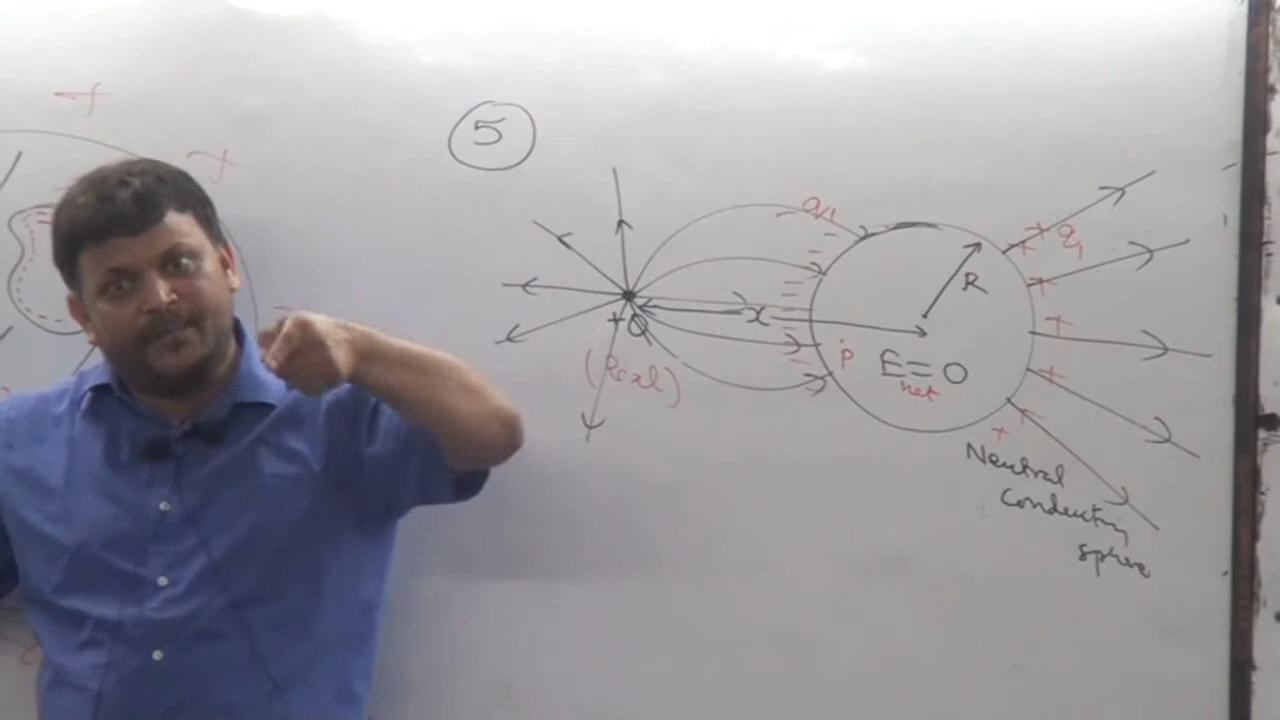 5
- q1
+ q1
R
+Q
x
(Real)
.p
E = 0
net
Neutral
conducting
sphere